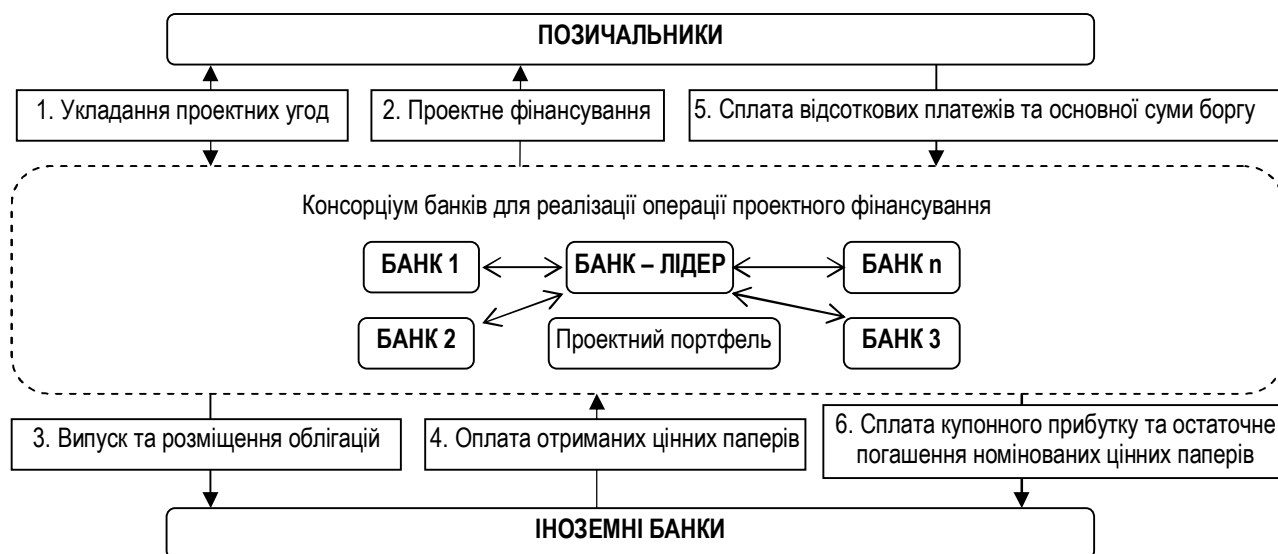 ПОЗИЧАЛЬНИКИ
1. Укладання проектних угод
2. Проектне фінансування
5. Сплата відсоткових платежів та основної суми боргу
Консорціум банків для реалізації операції проектного фінансування
БАНК 1
БАНК – ЛІДЕР
БАНК n
БАНК 2
Проектний портфель
БАНК 3
3. Випуск та розміщення облігацій
4. Оплата отриманих цінних паперів
6. Сплата купонного прибутку та остаточне
погашення номінованих цінних паперів
ІНОЗЕМНІ БАНКИ